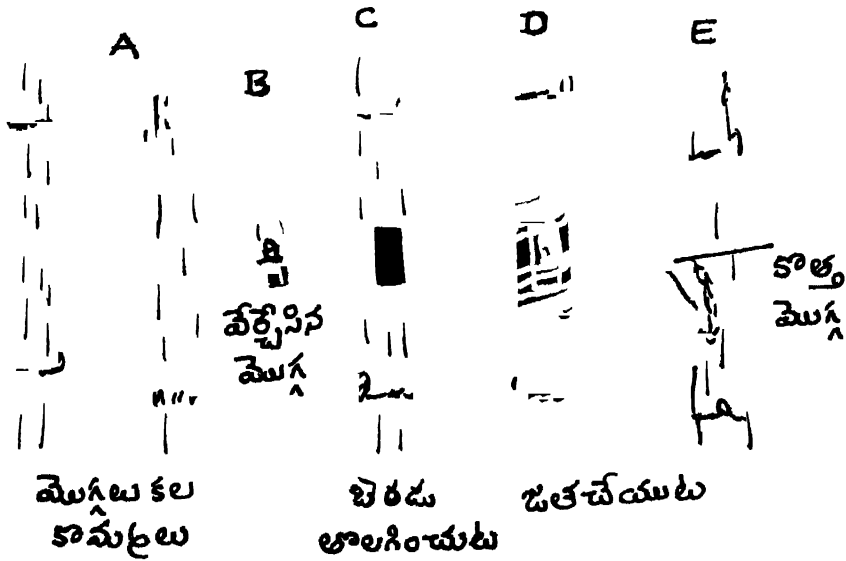 A
B
C
D
E
వేర్చేసిన
మొగ్గ
కొత్త
మొగ్గ
మొగ్గలు కల
కొమ్మలు
బెరడు
తొలగించుట
జతచేయుట